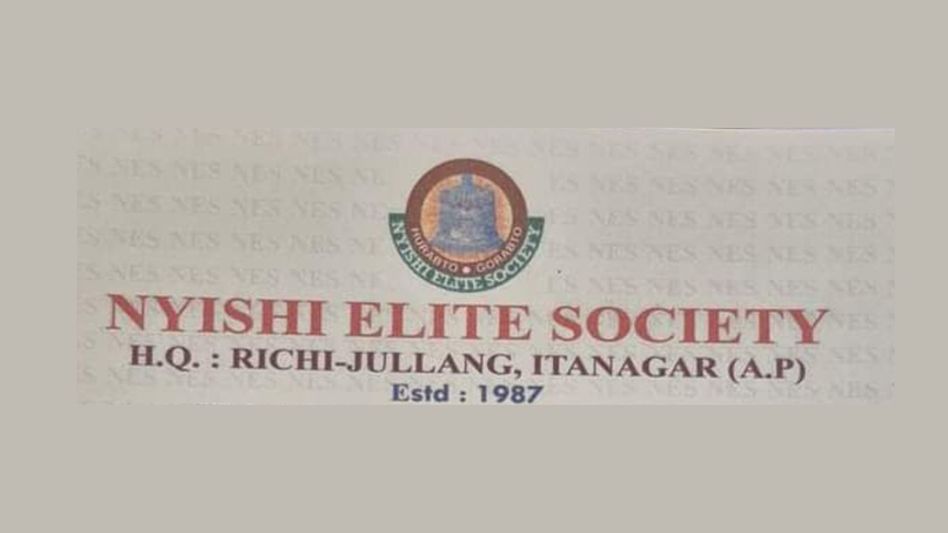 HURABTO • GORABTO
NYISHI ELITE SOCIETY
NYISHI ELITE SOCIETY
H.Q. : RICHI-JULLANG, ITANAGAR (A.P)
Estd : 1987